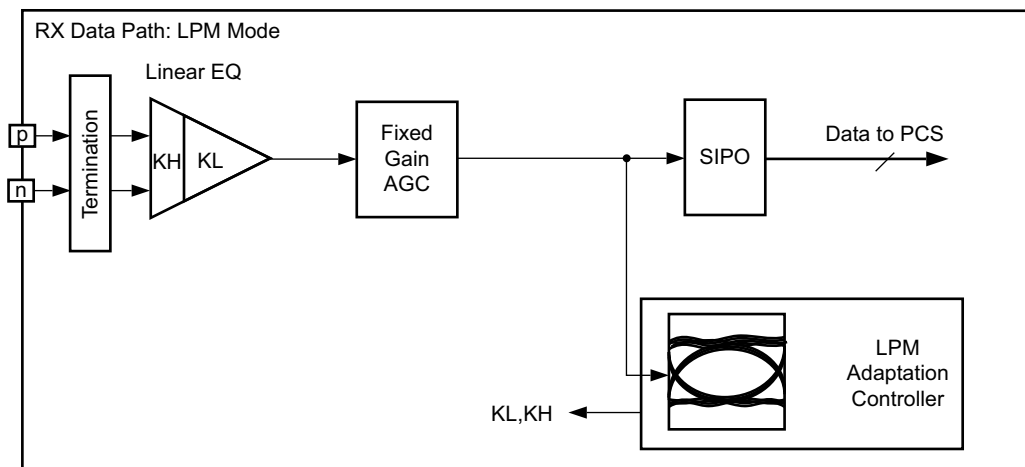 RX Data Path: LPM Mode
Linear EQ
p
n
Termination
KH
KL
Fixed
Gain
AGC
SIPO
Data to PCS
LPM
Adaptation
Controller
KL,KH